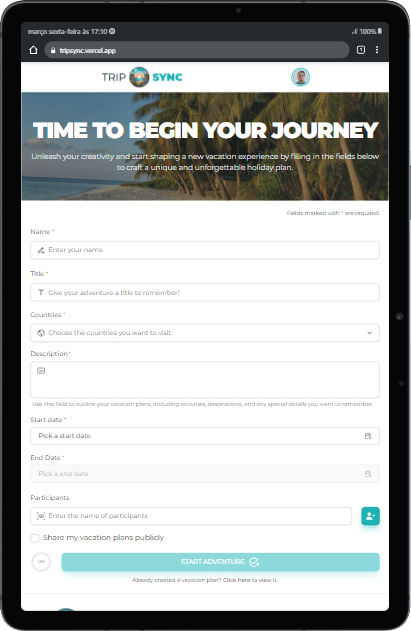 março sexta-feira às 17:10
100%
tripsync.vercel.app
1
TRIP SYNC
TIME TO BEGIN YOUR JOURNEY
Unleash your creativity and start shaping a new vacation experience by filling in the fields below
to craft a unique and unforgettable holiday plan.
Fields marked with * are required.
Name *
Enter your name.
Title *
Give your adventure a title to remember!
Countries *
Choose the countries you want to visit.
Description *
Use this field to outline your vacation plans, including activities, destinations, and any special details you want to remember.
Start date *
Pick a start date
End Date *
Pick a end date
Participants
Enter the name of participants
Share my vacation plans publicly
START ADVENTURE
Already created a vacation plan? Click here to view it.